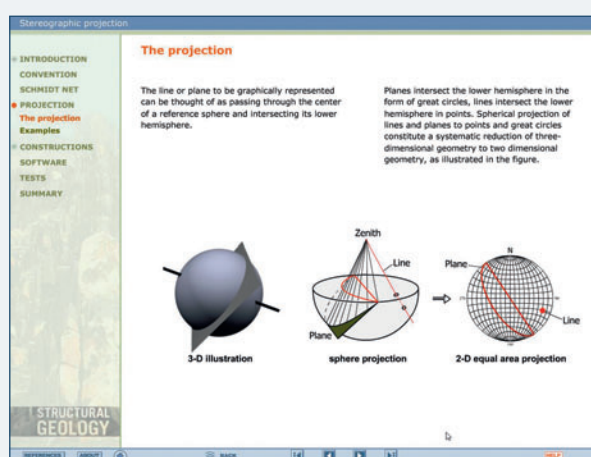 Stereographic projection
INTRODUCTION
CONVENTION
SCHMIDT NET
PROJECTION
The projection
Examples
CONSTRUCTIONS
SOFTWARE
TESTS
SUMMARY
The projection
The line or plane to be graphically represented
can be thought of as passing through the center
of a reference sphere and intersecting its lower
hemisphere.
Planes intersect the lower hemisphere in the
form of great circles, lines intersect the lower
hemisphere in points. Spherical projection of
lines and planes to points and great circles
constitute a systematic reduction of three-
dimensional geometry to two dimensional
geometry, as illustrated in the figure.
3-D illustration
Zenith
Line
Plane
sphere projection
N
Plane
Line
2-D equal area projection
STRUCTURAL
GEOLOGY
REFERENCES
ABOUT
BACK
HELP